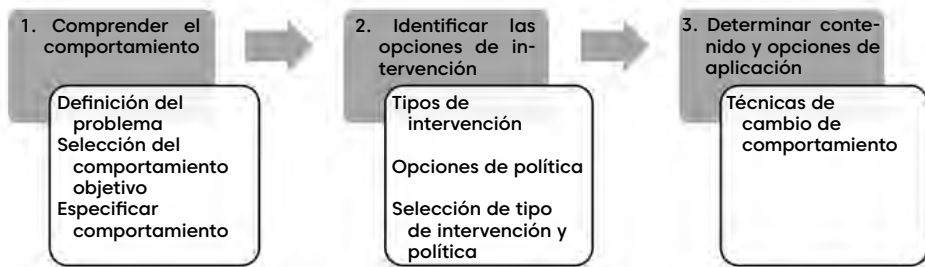 1. Comprender el
comportamiento
Definición del
problema
Selección del
comportamiento
objetivo
Especificar
comportamiento
2. Identificar las
opciones de in-
tervención
Tipos de
intervención
Opciones de política
Selección de tipo
de intervención y
política
3. Determinar conte-
nido y opciones de
aplicación
Técnicas de
cambio de
comportamiento